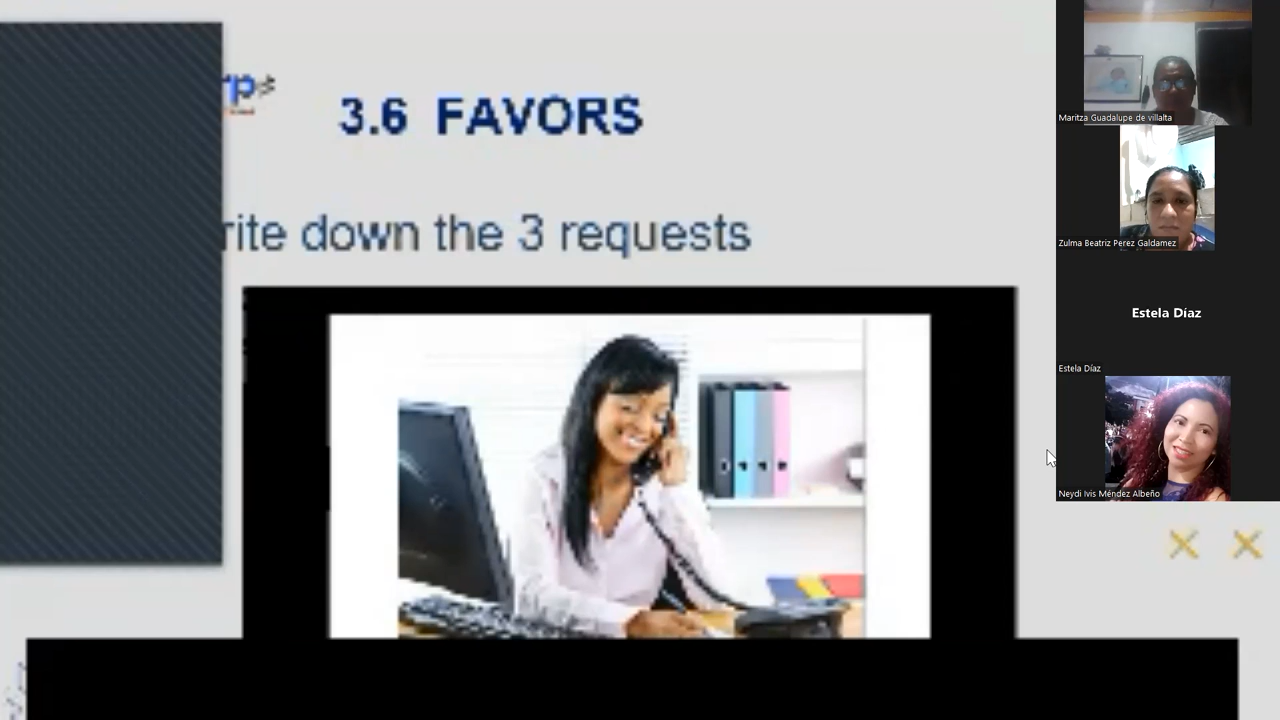 rp
3.6 FAVORS
rite down the 3 requests
Maritza Guadalupe de villalta
Zulma Beatriz Perez Galdamez
Estela Díaz
Estela Díaz
Neydi Ivis Méndez Albeño